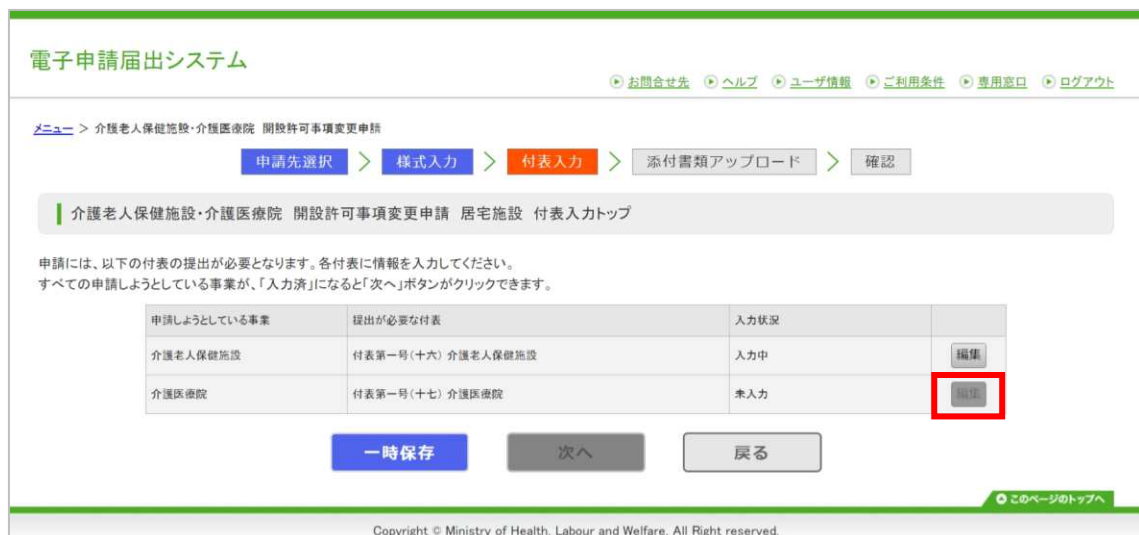 電子申請届出システム
お問合せ先 ヘルプ ユーザ情報 ご利用条件 専用窓口 ログアウト
メニュー > 介護老人保健施設・介護医療院 開設許可事項変更申請
申請先選択 > 様式入力 > 付表入力 > 添付書類アップロード > 確認
介護老人保健施設・介護医療院 開設許可事項変更申請 居宅施設 付表入力トップ
申請には、以下の付表の提出が必要となります。各付表に情報を入力してください。
すべての申請しようとしている事業が、「入力済」になると「次へ」ボタンがクリックできます。
申請しようとしている事業 提出が必要な付表 入力状況
介護老人保健施設 付表第一号(十六) 介護老人保健施設 入力中 編集
介護医療院 付表第一号(十七) 介護医療院 未入力 編集
一時保存 次へ 戻る
このページのトップへ
Copyright © Ministry of Health, Labour and Welfare, All Right reserved.